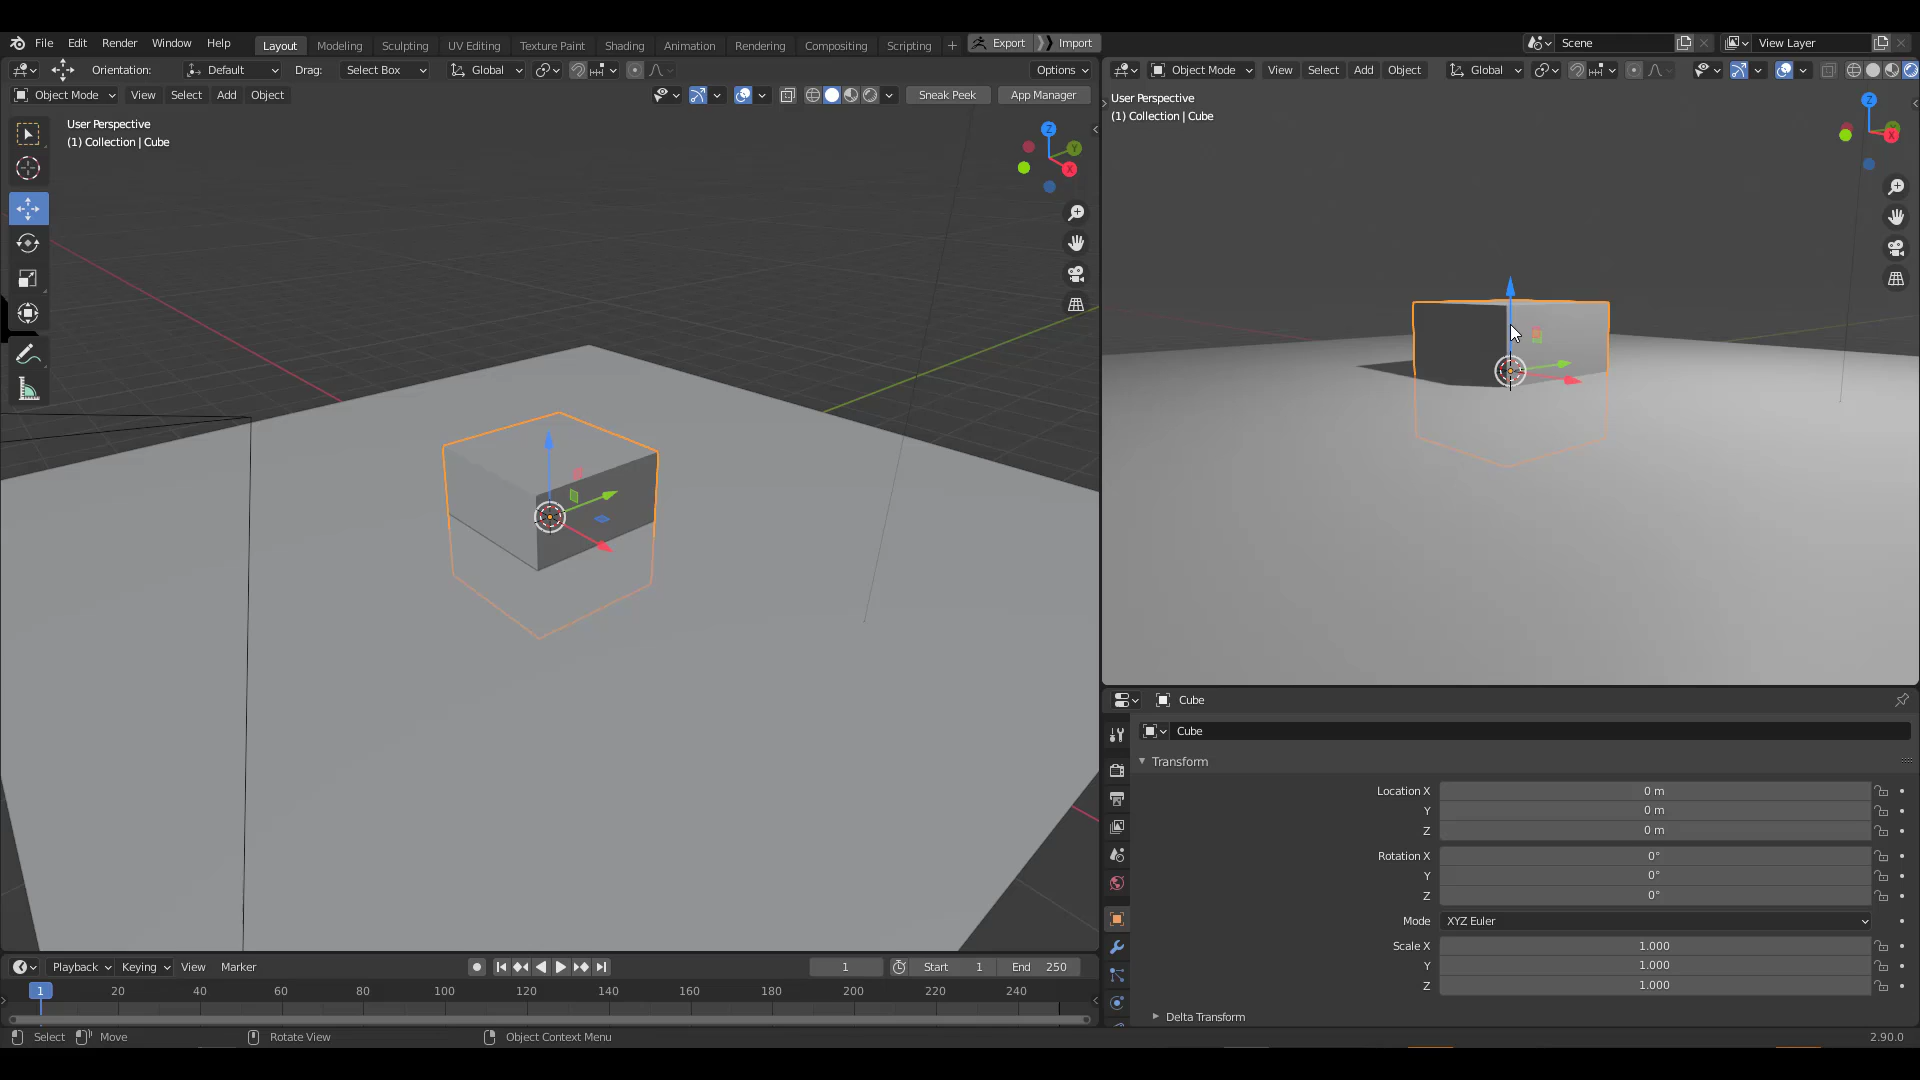 File Edit Render Window Help Layout Modeling Sculpting UV Editing Texture Paint Shading Animation Rendering Compositing Scripting + Export Import Scene View Layer
Orientation: Default Drag: Select Box Global Options
Object Mode View Select Add Object Global
Object Mode View Select Add Object Sneak Peek App Manager
User Perspective
(1) Collection | Cube
Z
Y
X
User Perspective
(1) Collection | Cube
Z
X
Cube
Cube
Transform
Location X 0 m
Y 0 m
Z 0 m
Rotation X 0°
Y 0°
Z 0°
Mode XYZ Euler
Scale X 1.000
Y 1.000
Z 1.000
Delta Transform
Playback Keying View Marker 1 Start 1 End 250
1 20 40 60 80 100 120 140 160 180 200 220 240
Select Move Rotate View Object Context Menu 2.90.0